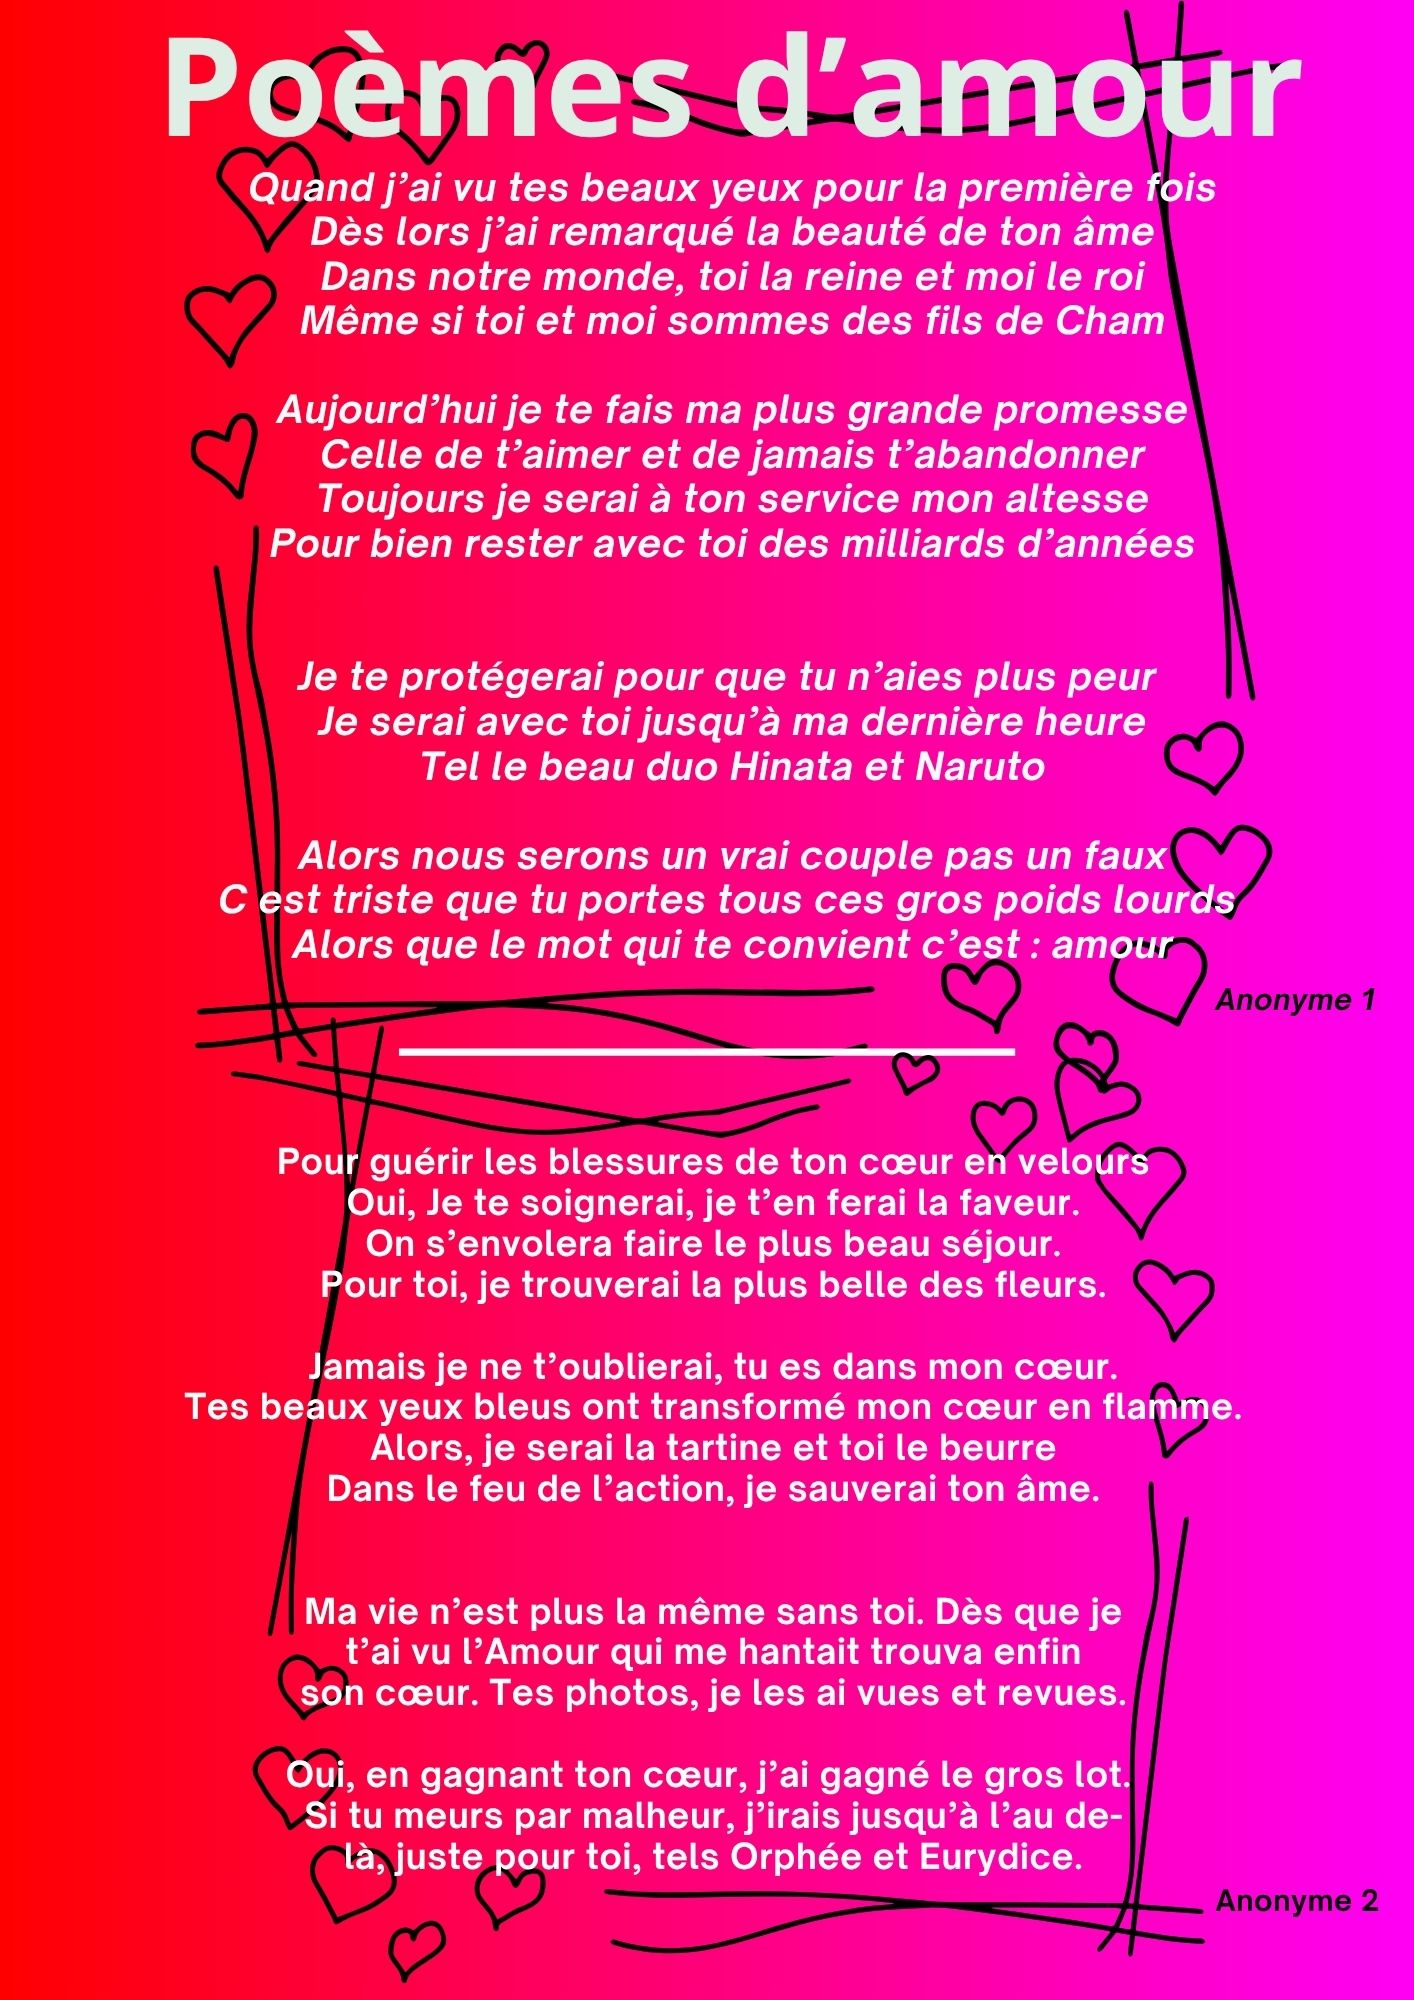 Poèmes d’amour
Quand j’ai vu tes beaux yeux pour la première fois
Dès lors j’ai remarqué la beauté de ton âme
Dans notre monde, toi la reine et moi le roi
Même si toi et moi sommes des fils de Cham
Aujourd’hui je te fais ma plus grande promesse
Celle de t’aimer et de jamais t’abandonner
Toujours je serai à ton service mon altesse
Pour bien rester avec toi des milliards d’années
Je te protégerai pour que tu n’aies plus peur
Je serai avec toi jusqu’à ma dernière heure
Tel le beau duo Hinata et Naruto
Alors nous serons un vrai couple pas un faux
C est triste que tu portes tous ces gros poids lourds
Alors que le mot qui te convient c’est : amour
Anonyme 1
Pour guérir les blessures de ton cœur en velours
Oui, Je te soignerai, je t’en ferai la faveur.
On s’envolera faire le plus beau séjour.
Pour toi, je trouverai la plus belle des fleurs.
Jamais je ne t’oublierai, tu es dans mon cœur.
Tes beaux yeux bleus ont transformé mon cœur en flamme.
Alors, je serai la tartine et toi le beurre
Dans le feu de l’action, je sauverai ton âme.
Ma vie n’est plus la même sans toi. Dès que je
t’ai vu l’Amour qui me hantait trouva enfin
son cœur. Tes photos, je les ai vues et revues.
Oui, en gagnant ton cœur, j’ai gagné le gros lot.
Si tu meurs par malheur, j’irais jusqu’à l’au de-
là, juste pour toi, tels Orphée et Eurydice.
Anonyme 2